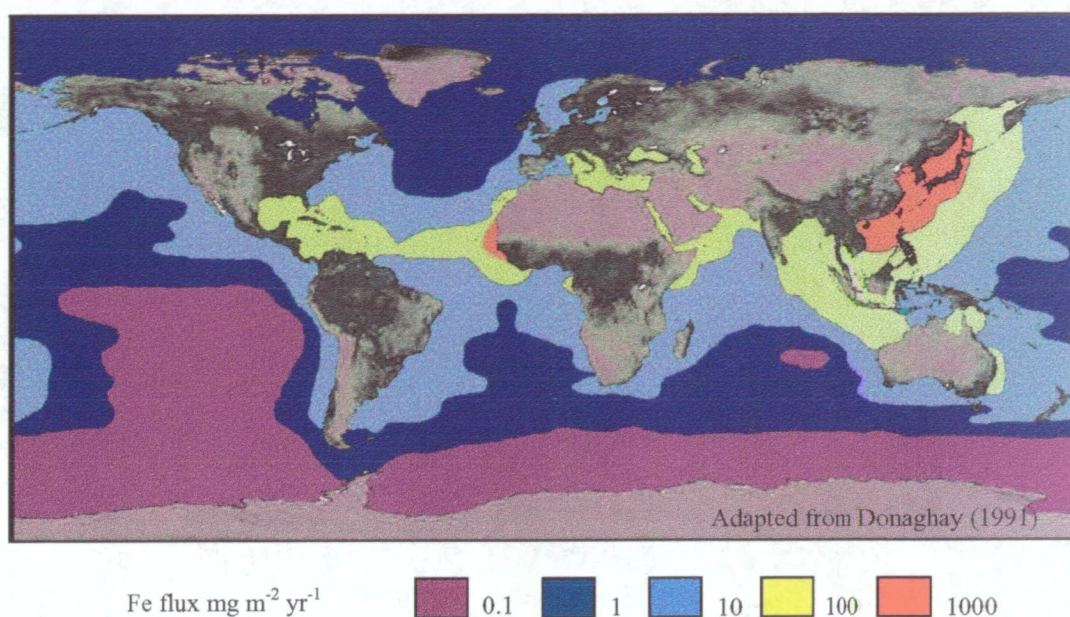 Adapted from Donaghay (1991)
Fe flux mg m⁻² yr⁻¹ 0.1 1 10 100 1000